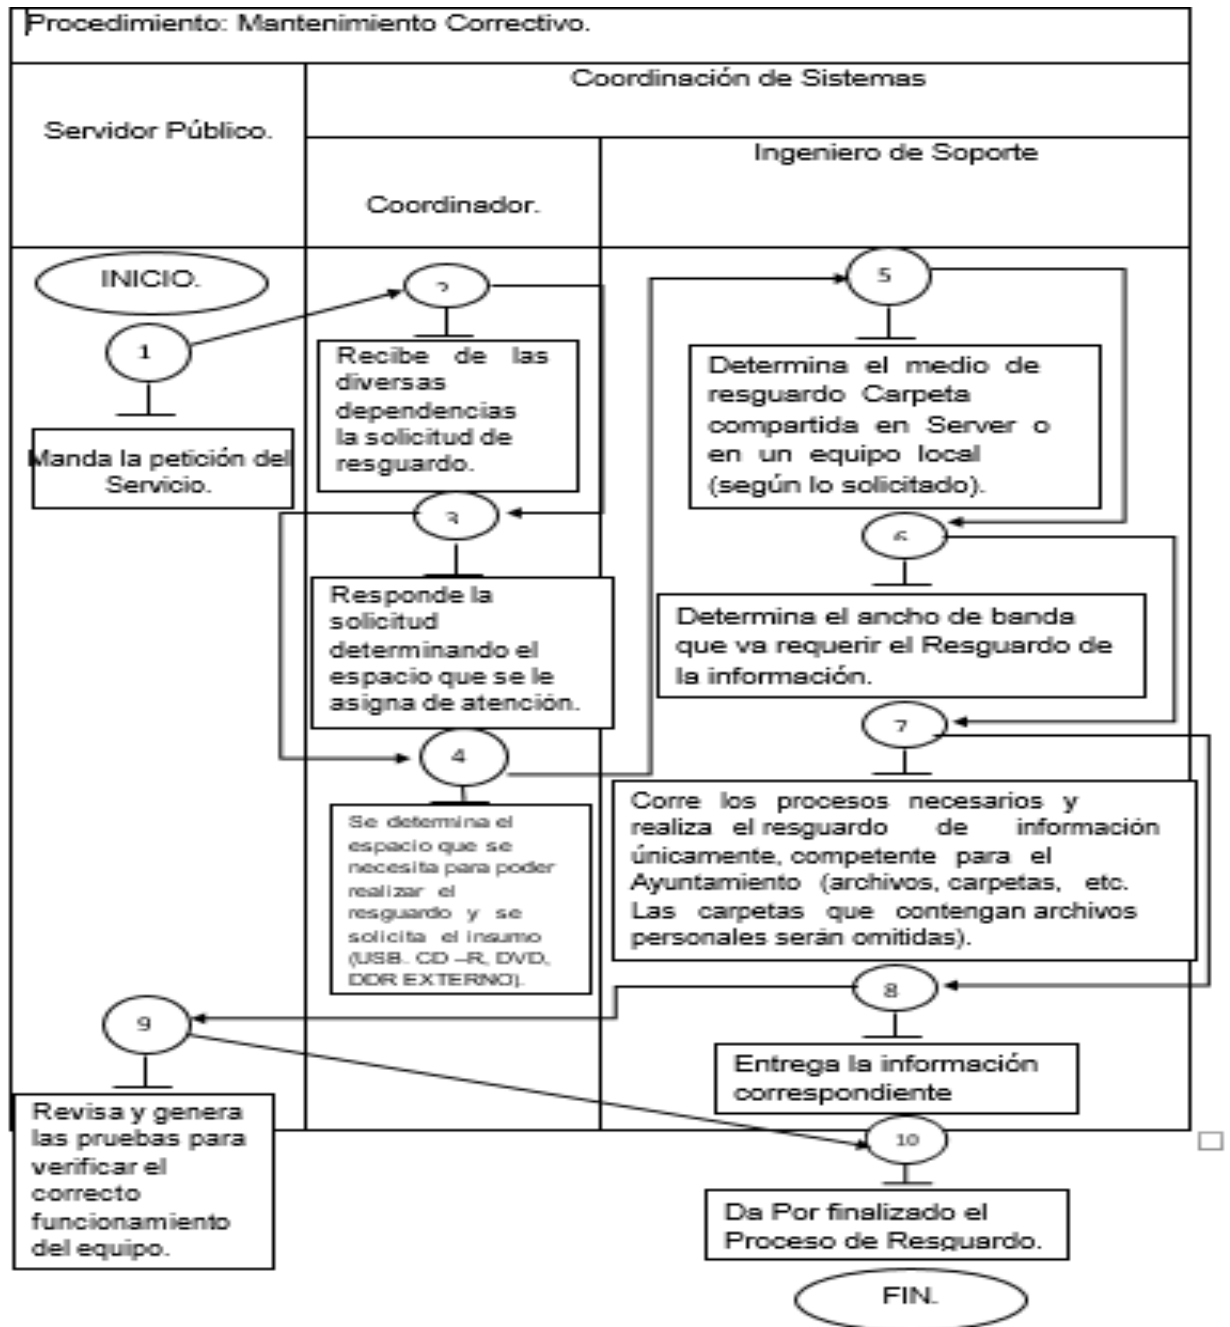 Procedimiento: Mantenimiento Correctivo.
Servidor Público.
Coordinación de Sistemas
Coordinador.
Ingeniero de Soporte
INICIO.
1
Manda la petición del
Servicio.
2
Recibe de las
diversas
dependencias
la solicitud de
resguardo.
3
Responde la
solicitud
determinando el
espacio que se le
asigna de atención.
4
Se determina el
espacio que se
necesita para poder
realizar el
resguardo y se
solicita el insumo
(USB. CD –R, DVD,
DDR EXTERNO).
5
Determina el medio de
resguardo Carpeta
compartida en Server o
en un equipo local
(según lo solicitado).
6
Determina el ancho de banda
que va requerir el Resguardo de
la información.
7
Corre los procesos necesarios y
realiza el resguardo de información
únicamente, competente para el
Ayuntamiento (archivos, carpetas, etc.
Las carpetas que contengan archivos
personales serán omitidas).
8
Entrega la información
correspondiente
9
Revisa y genera
las pruebas para
verificar el
correcto
funcionamiento
del equipo.
10
Da Por finalizado el
Proceso de Resguardo.
FIN.